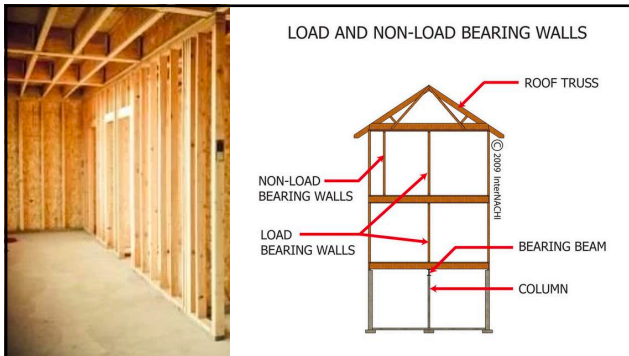 LOAD AND NON-LOAD BEARING WALLS
ROOF TRUSS
© 2009 InterNACHI
NON-LOAD
BEARING WALLS
LOAD
BEARING WALLS
BEARING BEAM
COLUMN